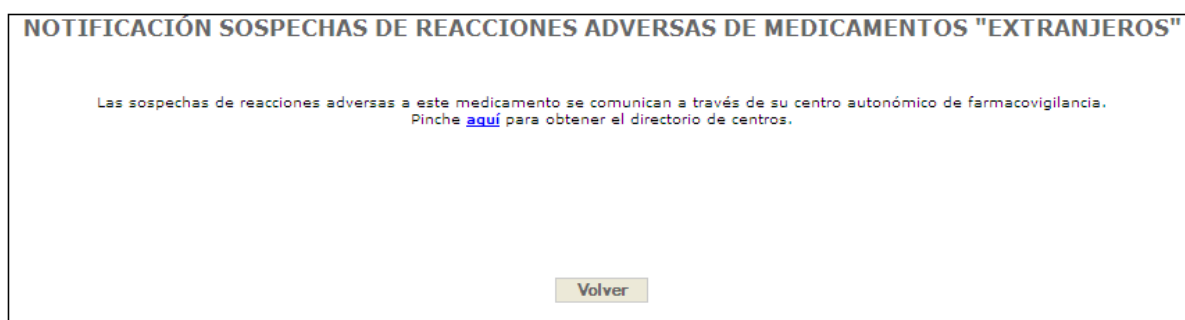 NOTIFICACIÓN SOSPECHAS DE REACCIONES ADVERSAS DE MEDICAMENTOS "EXTRANJEROS"
Las sospechas de reacciones adversas a este medicamento se comunican a través de su centro autonómico de farmacovigilancia.
Pinche aquí para obtener el directorio de centros.
Volver